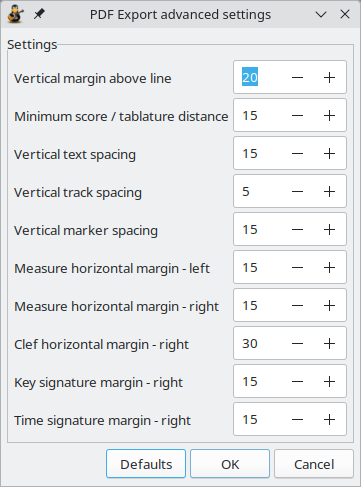 PDF Export advanced settings
Settings
Vertical margin above line 20
Minimum score / tablature distance 15
Vertical text spacing 15
Vertical track spacing 5
Vertical marker spacing 15
Measure horizontal margin - left 15
Measure horizontal margin - right 15
Clef horizontal margin - right 30
Key signature margin - right 15
Time signature margin - right 15
Defaults OK Cancel